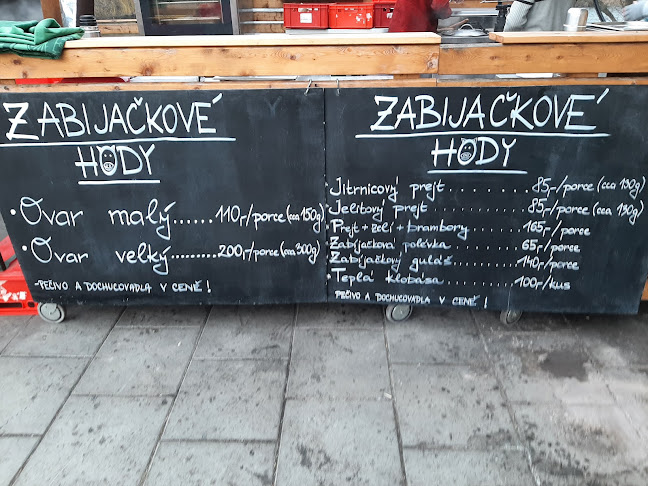 ZABIJAČKOVÉ
HODY
• Ovar malý......110,-/porce (cca 150g)
• Ovar velký..........200,-/porce (cca 300g)
-PEČIVO A DOCHUCOVADLA V CENĚ!
ZABIJAČKOVÉ
HODY
Jitrnicový prejt..........85,-/porce (cca 190g)
Jelitový prejt..........85,-/porce (cca 190g)
Prejt + zelí + brambory.......165,-/porce
Zabijačková polévka.......65,-/porce
Zabijačkový guláš.......140,-/porce
Teplá klobása..........100,-/kus
PEČIVO A DOCHUCOVADLA V CENĚ!